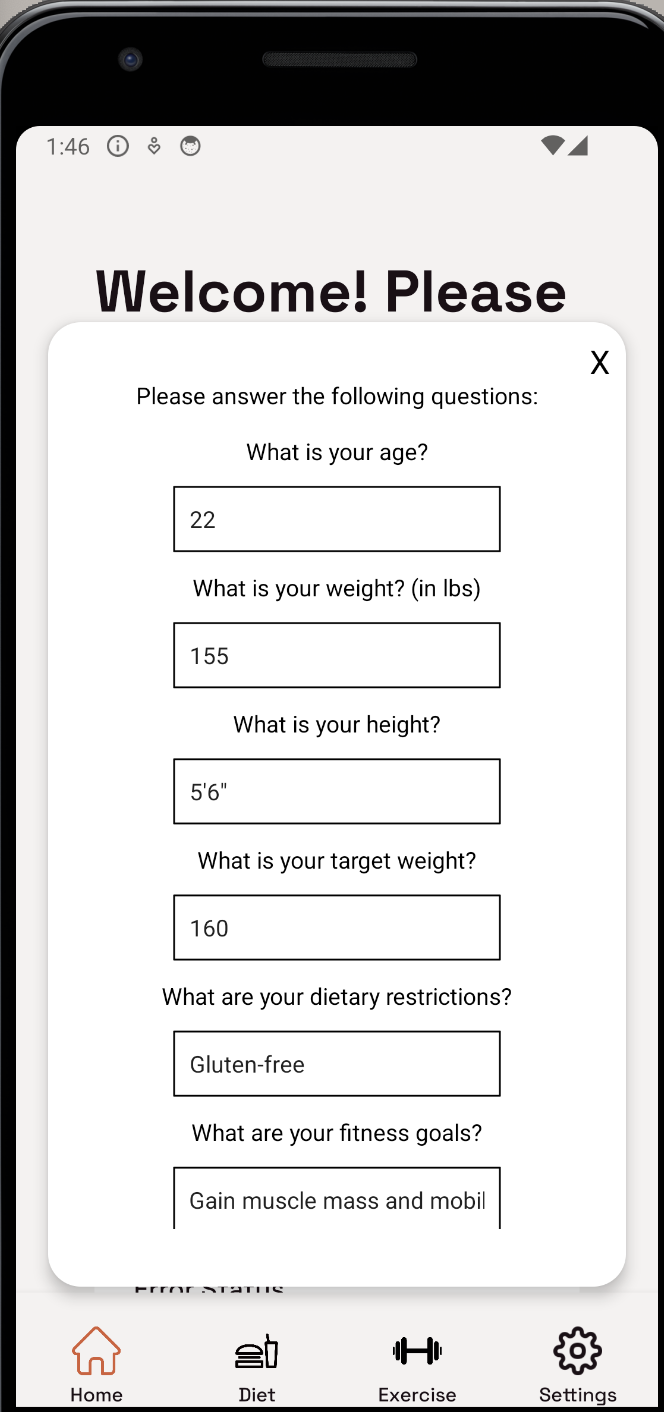 1:46
Welcome! Please
X
Please answer the following questions:
What is your age?
22
What is your weight? (in lbs)
155
What is your height?
5'6"
What is your target weight?
160
What are your dietary restrictions?
Gluten-free
What are your fitness goals?
Gain muscle mass and mobil
Error Status
Home Diet Exercise Settings